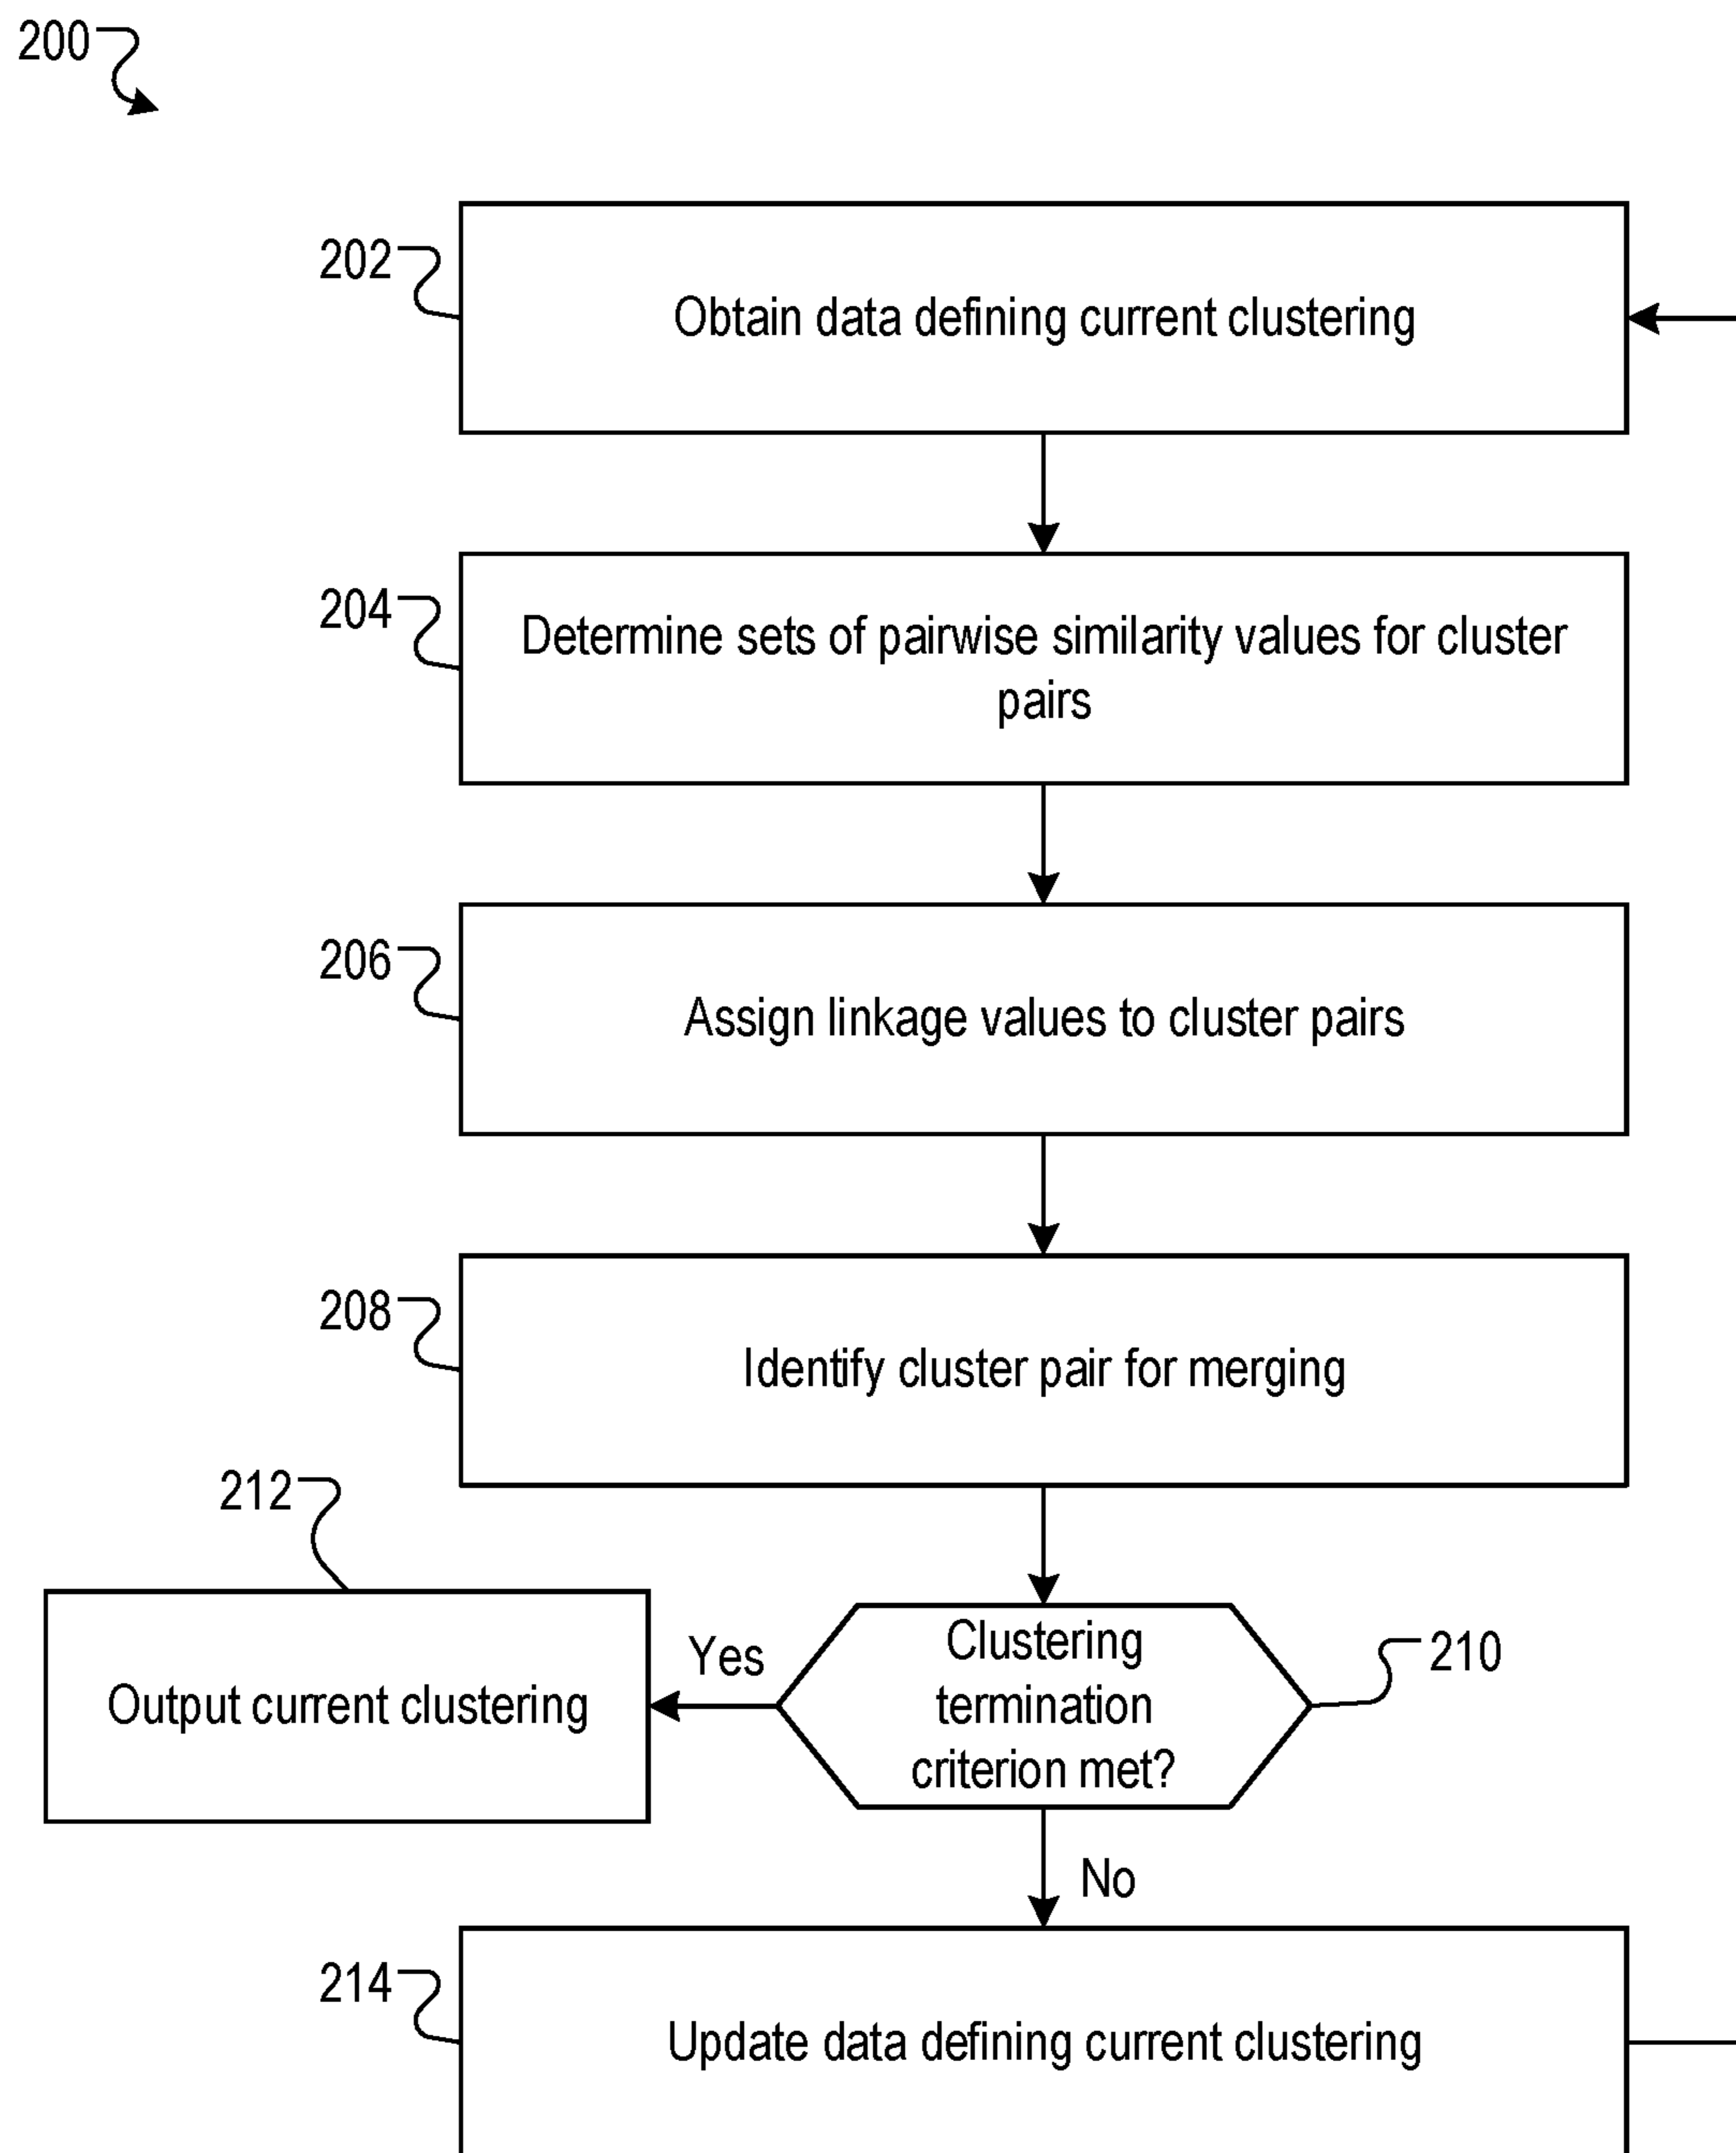 200
202
Obtain data defining current clustering
204
Determine sets of pairwise similarity values for cluster
pairs
206
Assign linkage values to cluster pairs
208
Identify cluster pair for merging
212
Output current clustering
Yes
Clustering
termination
criterion met?
210
No
214
Update data defining current clustering